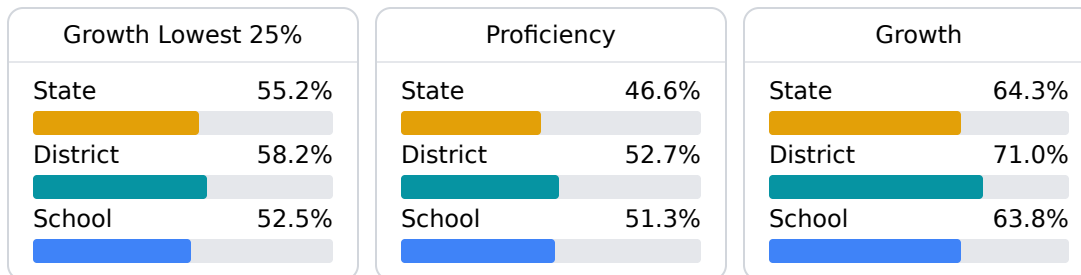 Growth Lowest 25%
State 55.2%
District 58.2%
School 52.5%
Proficiency
State 46.6%
District 52.7%
School 51.3%
Growth
State 64.3%
District 71.0%
School 63.8%